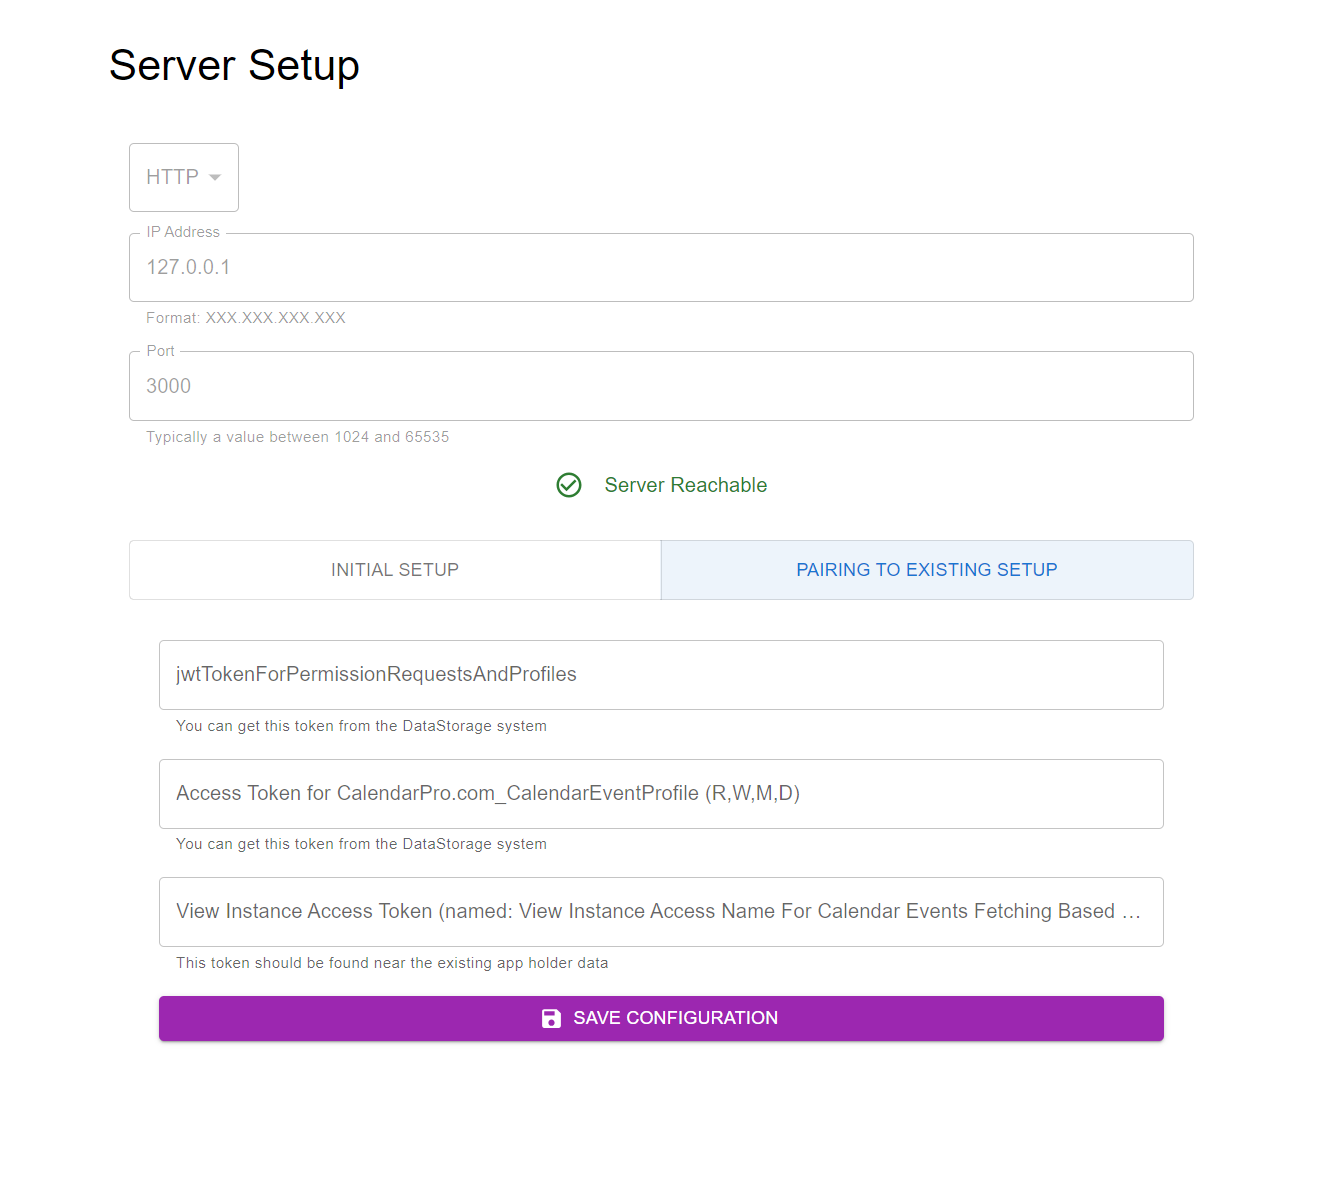 Server Setup
HTTP
IP Address
127.0.0.1
Format: XXX.XXX.XXX.XXX
Port
3000
Typically a value between 1024 and 65535
Server Reachable
INITIAL SETUP
PAIRING TO EXISTING SETUP
jwtTokenForPermissionRequestsAndProfiles
You can get this token from the DataStorage system
Access Token for CalendarPro.com_CalendarEventProfile (R,W,M,D)
You can get this token from the DataStorage system
View Instance Access Token (named: View Instance Access Name For Calendar Events Fetching Based ...
This token should be found near the existing app holder data
SAVE CONFIGURATION